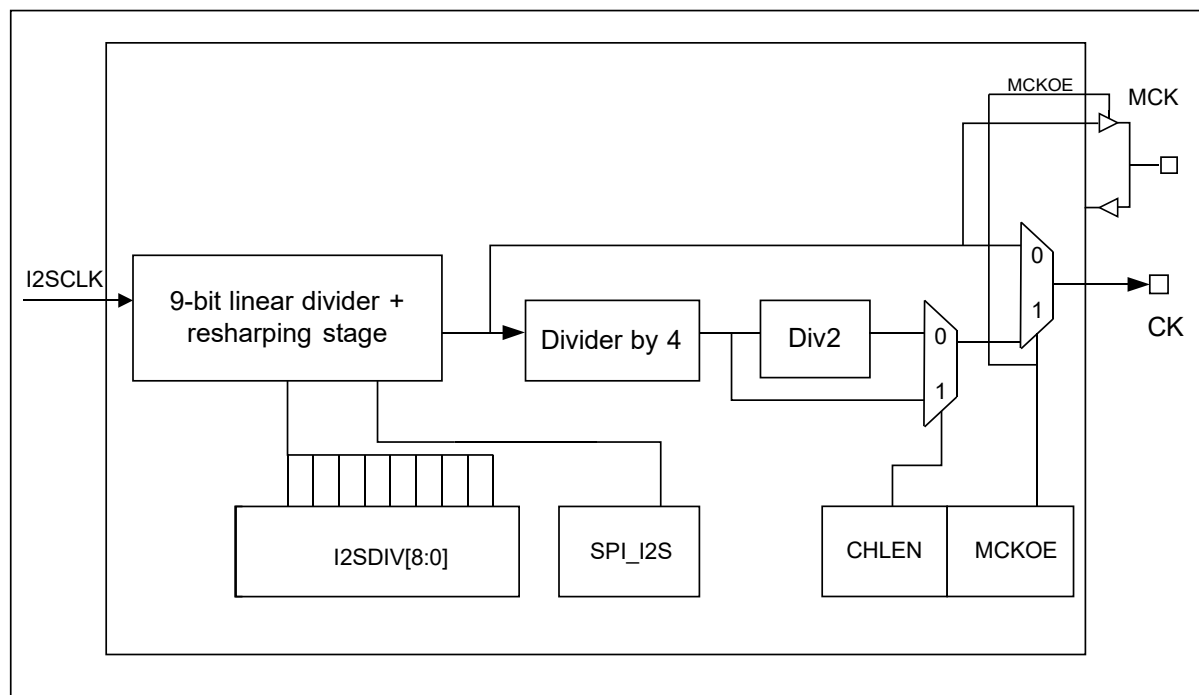 MCKOE
MCK
I2SCLK
9-bit linear divider +
resharping stage
Divider by 4
Div2
0
1
0
1
CK
I2SDIV[8:0]
SPI_I2S
CHLEN
MCKOE